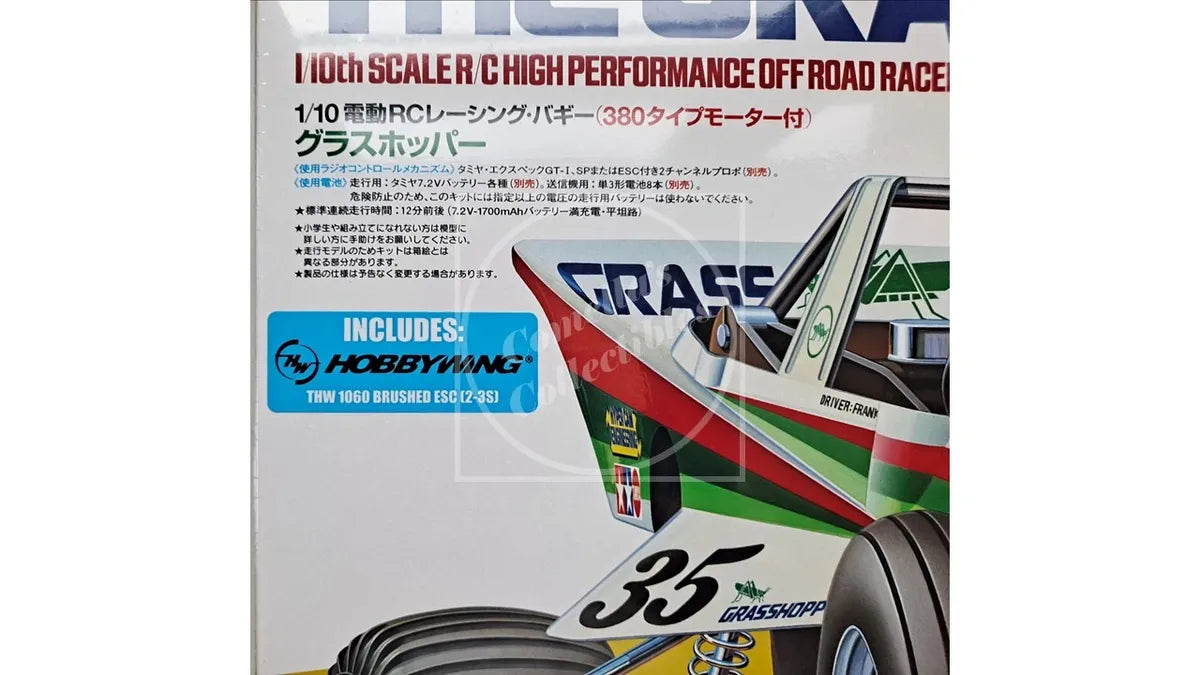 THE GRA
1/10th SCALE R/C HIGH PERFORMANCE OFF ROAD RACER
1/10 電動RCレーシング・バギー(380タイプモーター付)
グラスホッパー
《使用ラジオコントロールメカニズム》タミヤ・エクスペックGT-I、SPまたはESC付き2チャンネルプロポ(別売)。
《使用電池》走行用:タミヤ7.2Vバッテリー各種(別売)。送信機用:単3形電池8本(別売)。
危険防止のため、このキットには指定以上の電圧の走行用バッテリーは使わないでください。
★標準連続走行時間:12分前後(7.2V-1700mAhバッテリー満充電・平坦路)
★小学生や組み立てになれない方は模型に
詳しい方に手助けをお願いしてください。
★走行モデルのためキットは箱絵とは
異なる部分があります。
★製品の仕様は予告なく変更する場合があります。
GRASS
INCLUDES:
HW HOBBYWING®
THW 1060 BRUSHED ESC (2-3S)
Collectibles
DRIVER:FRANK
ENGINEERING
35
GRASSHOPP